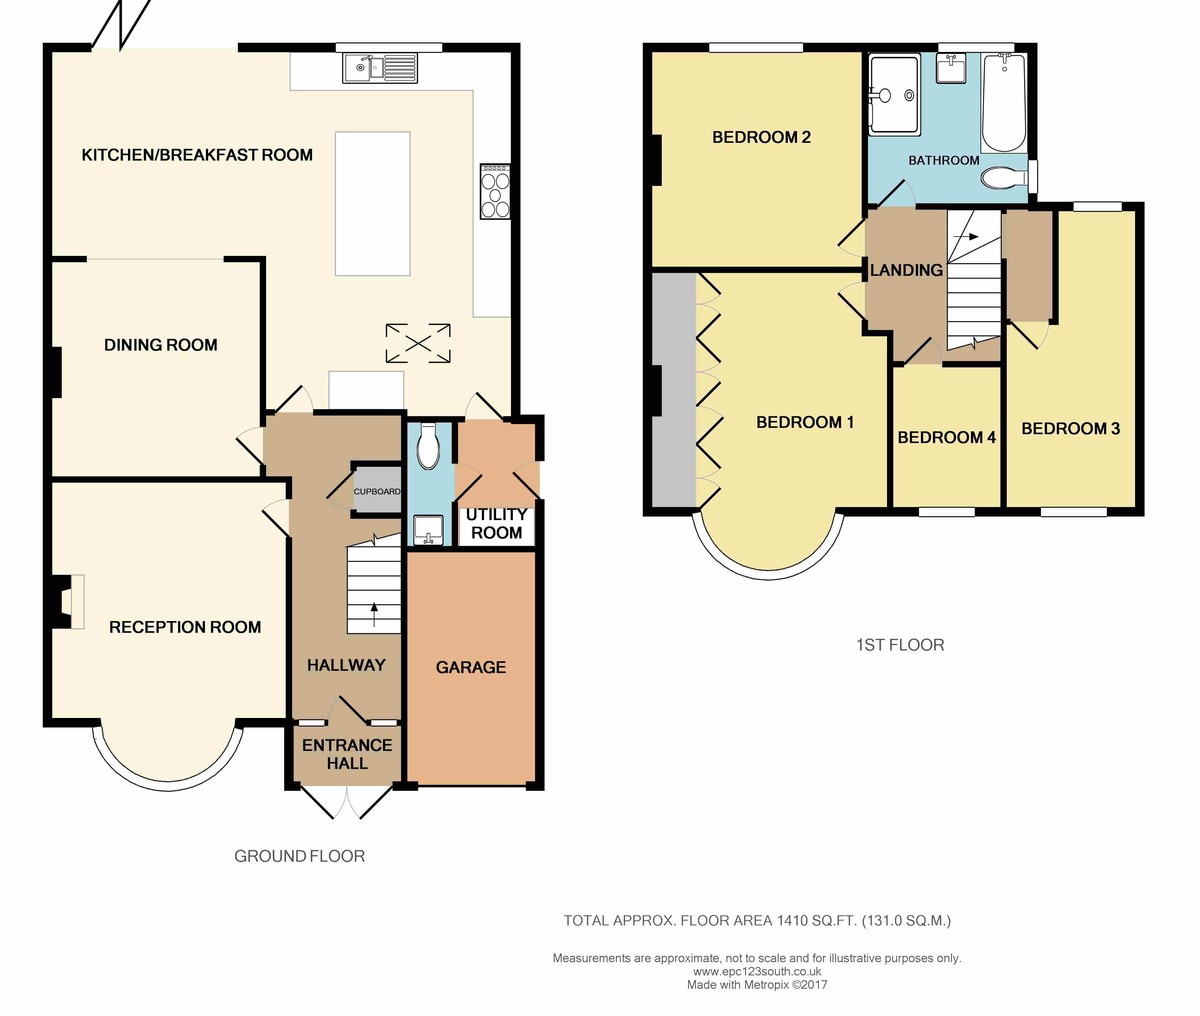 KITCHEN/BREAKFAST ROOM
DINING ROOM
CUPBOARD
UTILITY
ROOM
RECEPTION ROOM
HALLWAY
GARAGE
ENTRANCE
HALL
GROUND FLOOR
BEDROOM 2
BATHROOM
LANDING
BEDROOM 1
BEDROOM 4
BEDROOM 3
1ST FLOOR
TOTAL APPROX. FLOOR AREA 1410 SQ.FT. (131.0 SQ.M.)
Measurements are approximate, not to scale and for illustrative purposes only.
www.epc123south.co.uk
Made with Metropix ©2017